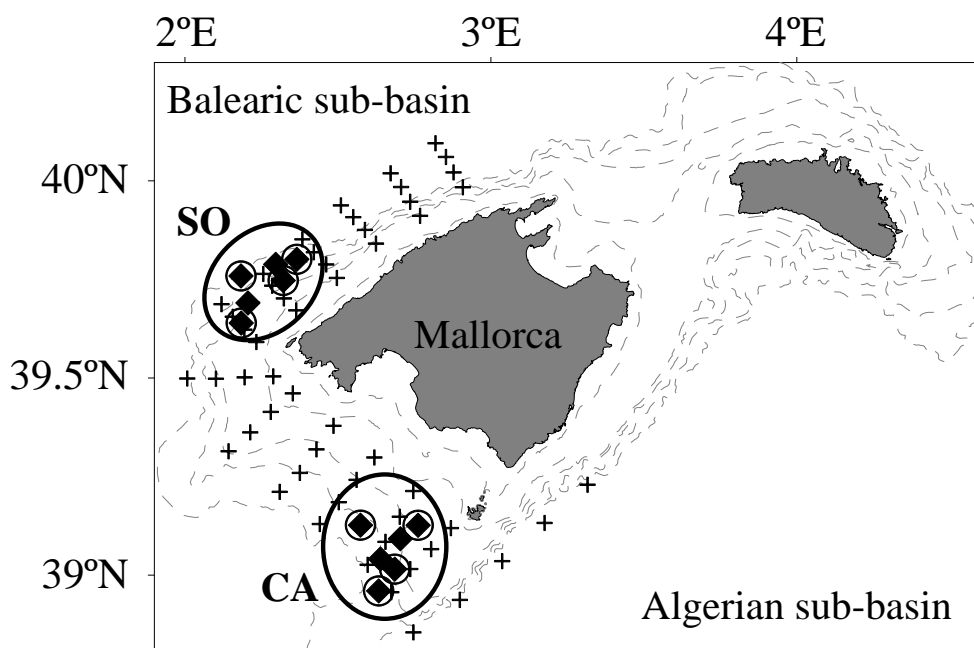 2ºE 3ºE 4ºE
Balearic sub-basin
40ºN
SO
Mallorca
39.5ºN
39ºN
CA
Algerian sub-basin